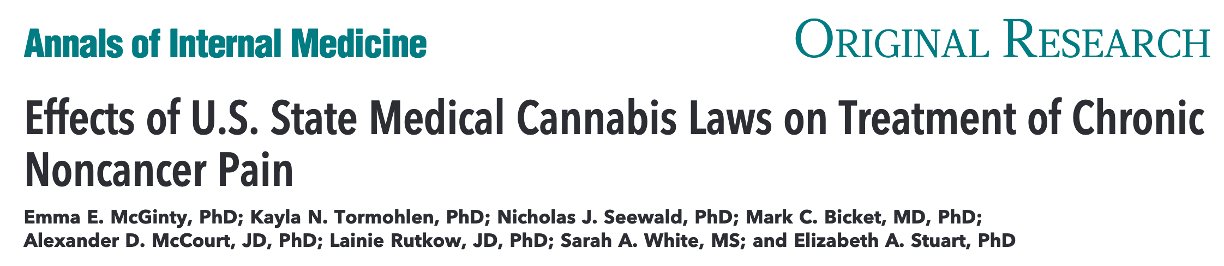 Annals of Internal Medicine
ORIGINAL RESEARCH
Effects of U.S. State Medical Cannabis Laws on Treatment of Chronic
Noncancer Pain
Emma E. McGinty, PhD; Kayla N. Tormohlen, PhD; Nicholas J. Seewald, PhD; Mark C. Bicket, MD, PhD;
Alexander D. McCourt, JD, PhD; Lainie Rutkow, JD, PhD; Sarah A. White, MS; and Elizabeth A. Stuart, PhD